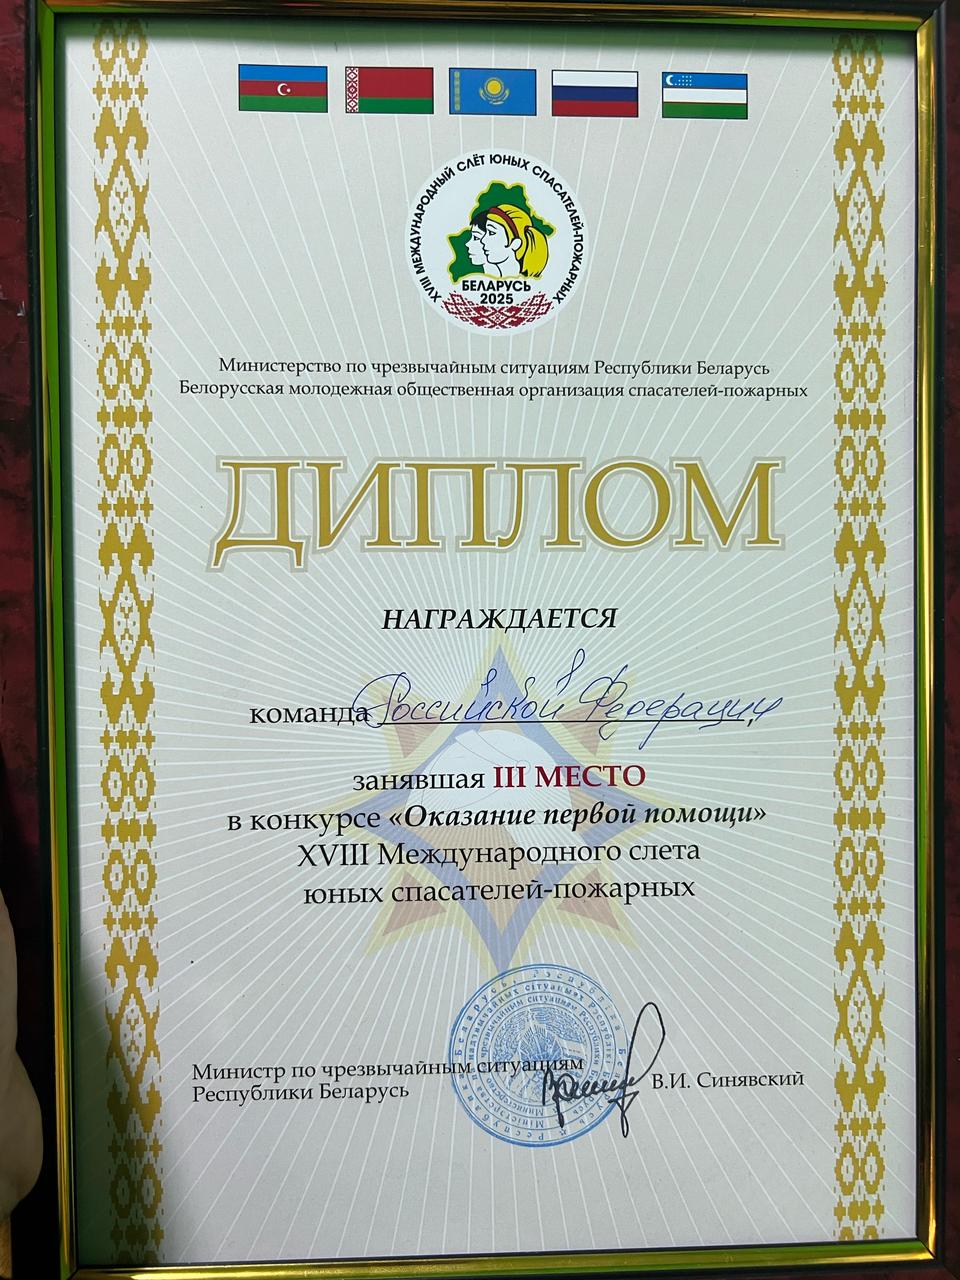 XVIII МЕЖДУНАРОДНЫЙ СЛЁТ ЮНЫХ СПАСАТЕЛЕЙ-ПОЖАРНЫХ
БЕЛАРУСЬ
2025
Министерство по чрезвычайным ситуациям Республики Беларусь
Белорусская молодежная общественная организация спасателей-пожарных
ДИПЛОМ
НАГРАЖДАЕТСЯ
команда Российской Федерации,
занявшая III МЕСТО
в конкурсе «Оказание первой помощи»
XVIII Международного слета
юных спасателей-пожарных
Министр по чрезвычайным ситуациям
Республики Беларусь
В.И. Синявский